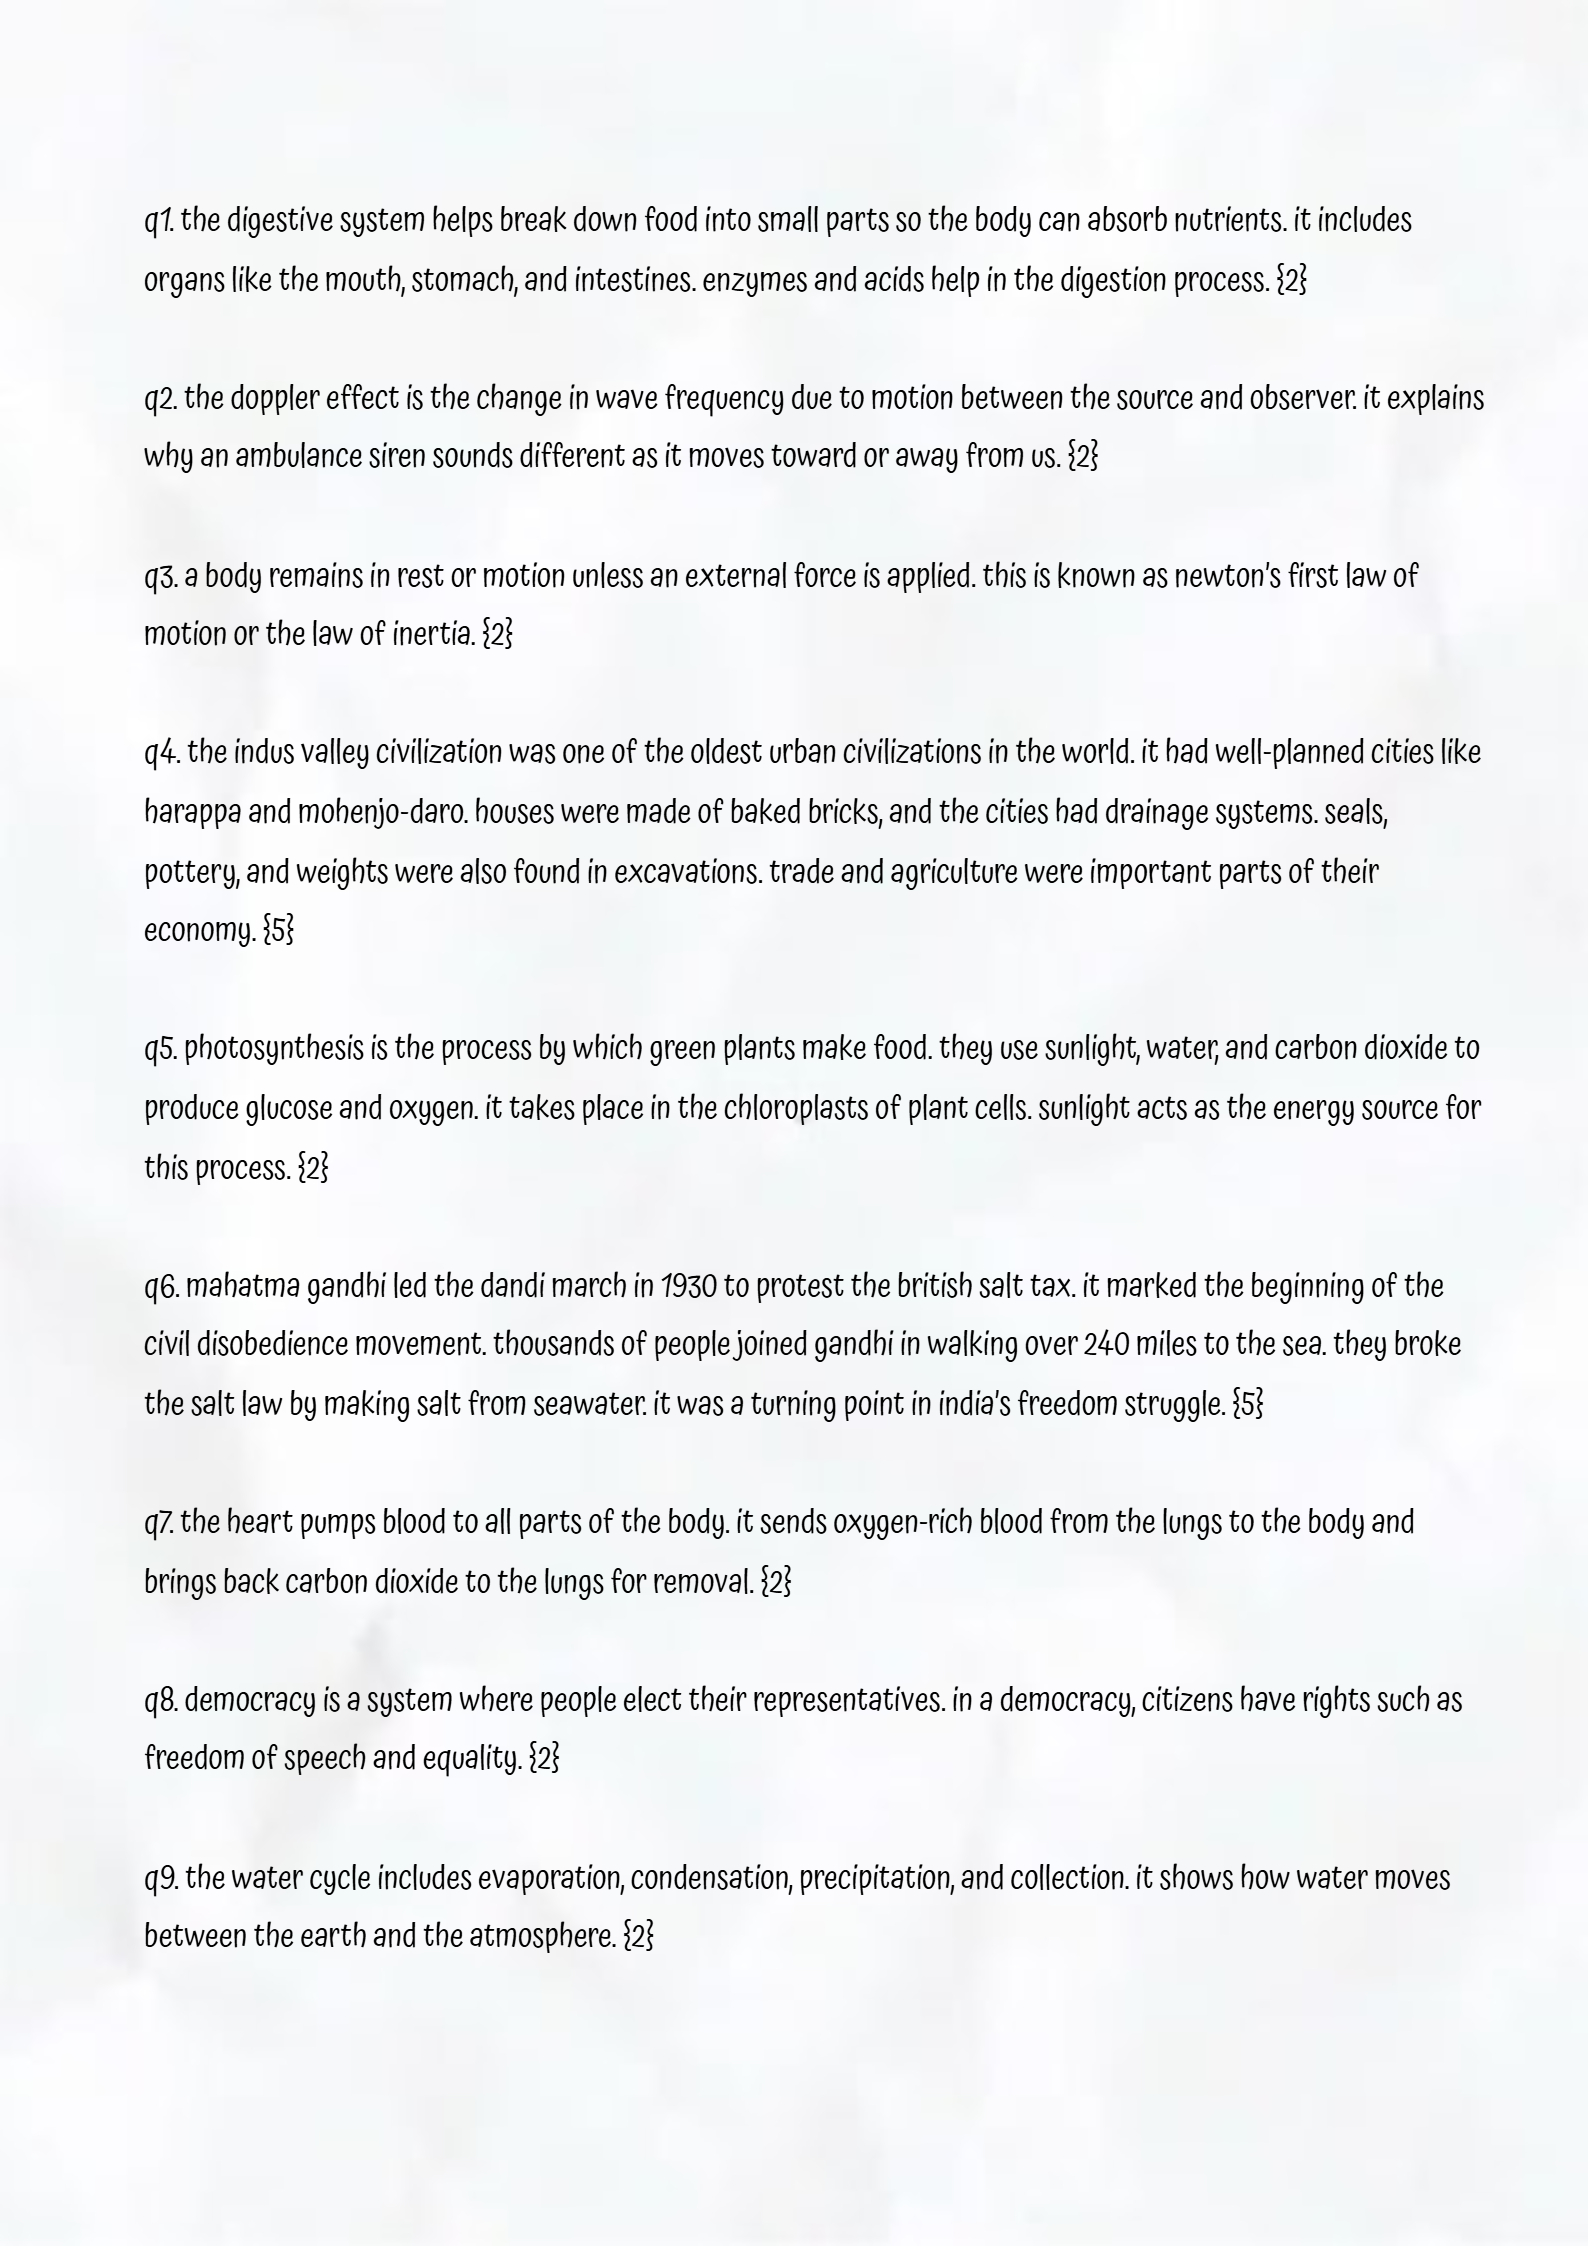 q1. the digestive system helps break down food into small parts so the body can absorb nutrients. it includes
organs like the mouth, stomach, and intestines. enzymes and acids help in the digestion process. {2}
q2. the doppler effect is the change in wave frequency due to motion between the source and observer. it explains
why an ambulance siren sounds different as it moves toward or away from us. {2}
q3. a body remains in rest or motion unless an external force is applied. this is known as newton's first law of
motion or the law of inertia. {2}
q4. the indus valley civilization was one of the oldest urban civilizations in the world. it had well-planned cities like
harappa and mohenjo-daro. houses were made of baked bricks, and the cities had drainage systems. seals,
pottery, and weights were also found in excavations. trade and agriculture were important parts of their
economy. {5}
q5. photosynthesis is the process by which green plants make food. they use sunlight, water, and carbon dioxide to
produce glucose and oxygen. it takes place in the chloroplasts of plant cells. sunlight acts as the energy source for
this process. {2}
q6. mahatma gandhi led the dandi march in 1930 to protest the british salt tax. it marked the beginning of the
civil disobedience movement. thousands of people joined gandhi in walking over 240 miles to the sea. they broke
the salt law by making salt from seawater. it was a turning point in india's freedom struggle. {5}
q7. the heart pumps blood to all parts of the body. it sends oxygen-rich blood from the lungs to the body and
brings back carbon dioxide to the lungs for removal. {2}
q8. democracy is a system where people elect their representatives. in a democracy, citizens have rights such as
freedom of speech and equality. {2}
q9. the water cycle includes evaporation, condensation, precipitation, and collection. it shows how water moves
between the earth and the atmosphere. {2}